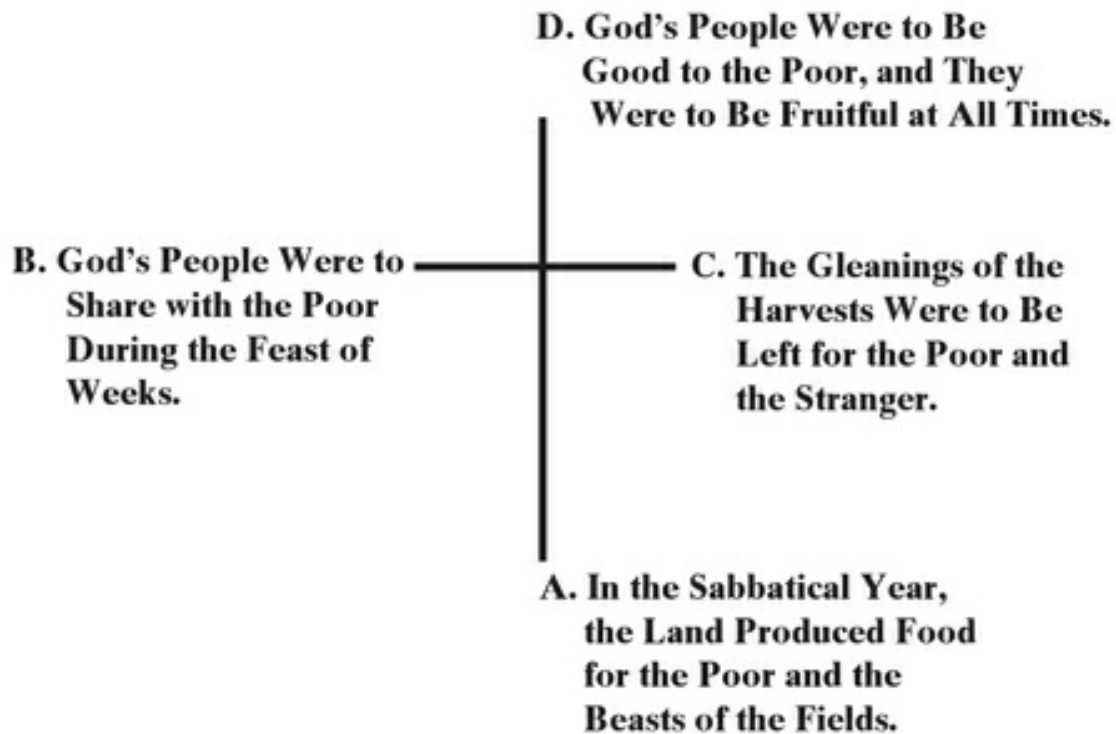 D. God's People Were to Be
Good to the Poor, and They
Were to Be Fruitful at All Times.
B. God's People Were to
Share with the Poor
During the Feast of
Weeks.
C. The Gleanings of the
Harvests Were to Be
Left for the Poor and
the Stranger.
A. In the Sabbatical Year,
the Land Produced Food
for the Poor and the
Beasts of the Fields.